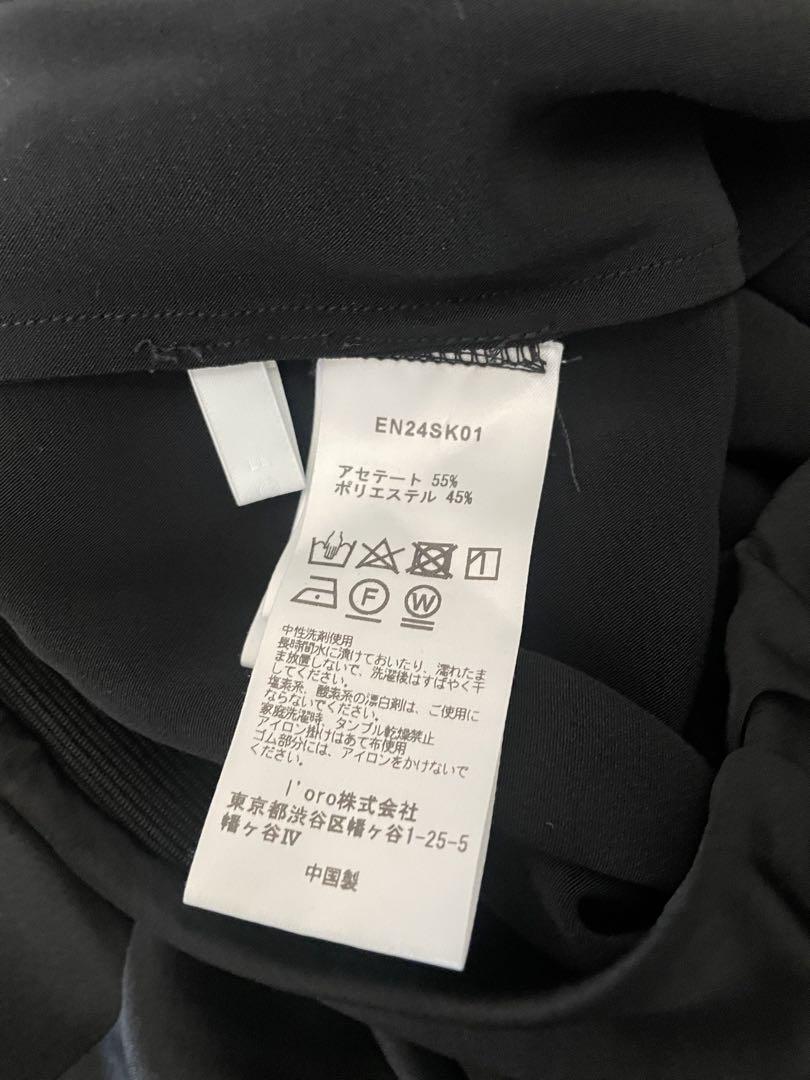 EN24SK01
アセテート 55%
ポリエステル 45%
F
W
中性洗剤使用
長時間水に漬けておいたり、濡れたた
まま放置しないで、洗濯後はすばやく干
してください。
塩素系、酸素系の漂白剤は、ご使用に
ならないでください。
家庭洗濯時、タンブル乾燥禁止
アイロン掛けはあて布使用
ゴム部分には、アイロンをかけないで
ください。
l'oro株式会社
東京都渋谷区幡ヶ谷1-25-5
幡ヶ谷Ⅳ
中国製